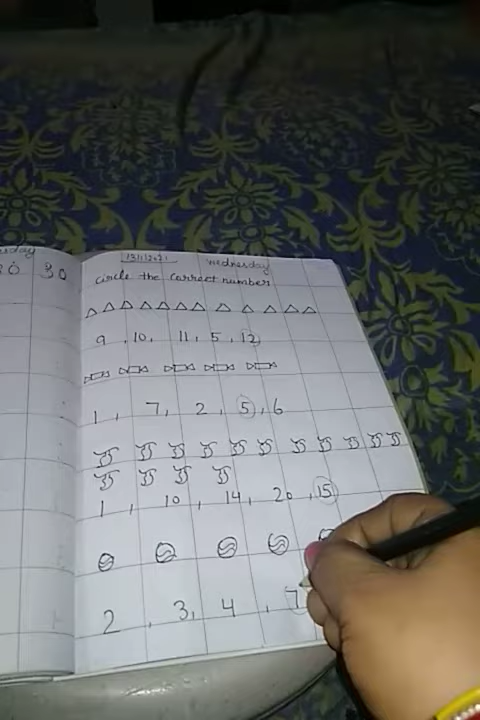 Wednesday
30
Circle the Correct number
9, 10, 11, 5, 12
1, 7, 2, 5, 6
1, 10, 14, 20, 15
2, 3, 4, 7